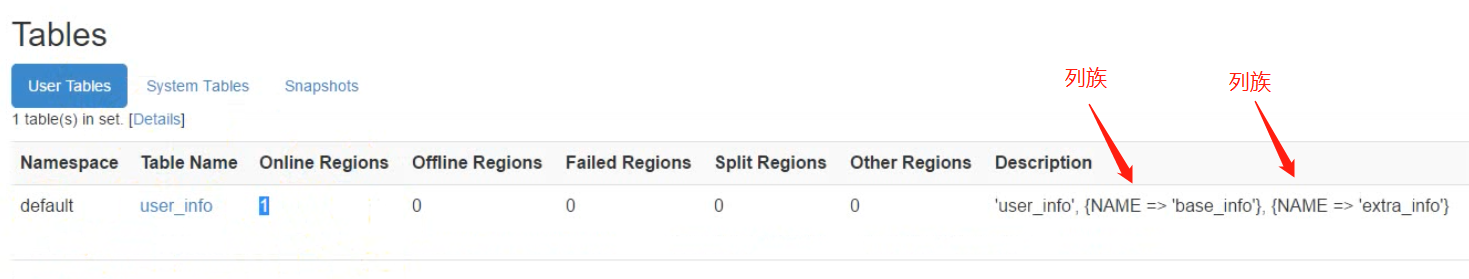 Tables
User Tables System Tables Snapshots
1 table(s) in set. [Details]
列族 列族
Namespace Table Name Online Regions Offline Regions Failed Regions Split Regions Other Regions Description
default user_info 1 0 0 0 0 'user_info', {NAME => 'base_info'}, {NAME => 'extra_info'}